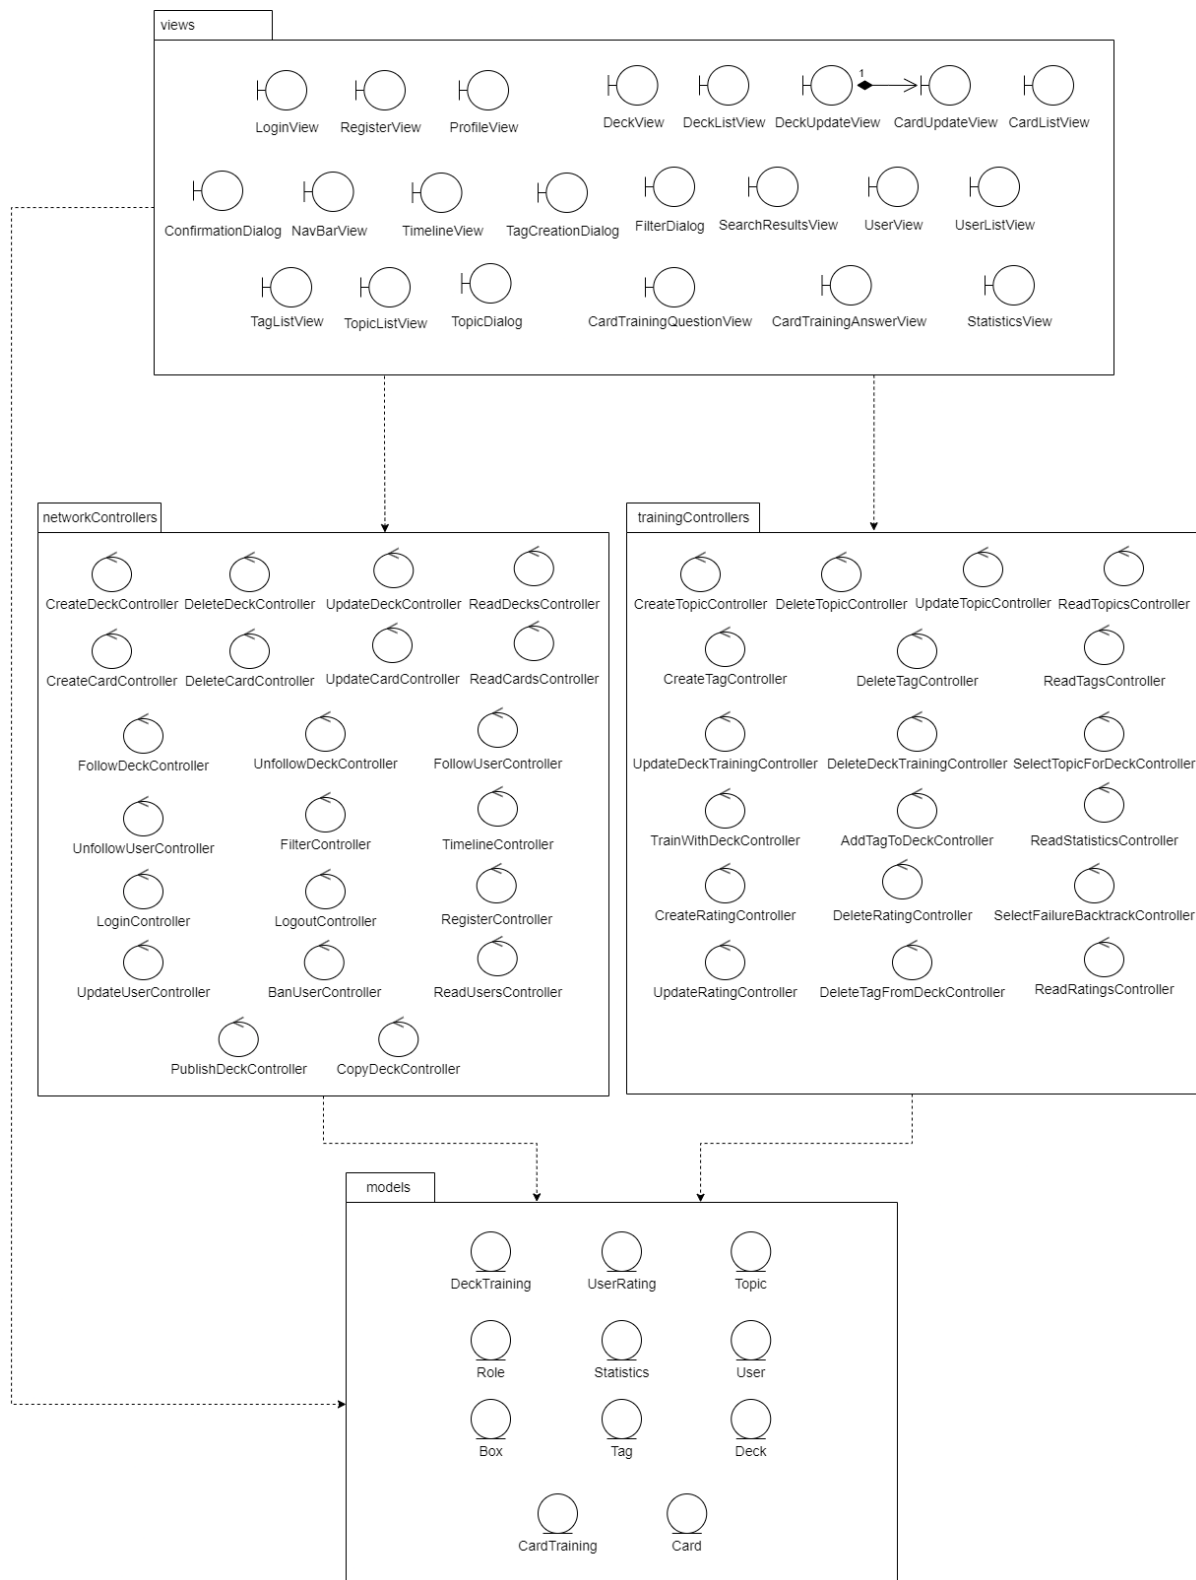 views
LoginView RegisterView ProfileView DeckView DeckListView 1 DeckUpdateView CardUpdateView CardListView
ConfirmationDialog NavBarView TimelineView TagCreationDialog FilterDialog SearchResultsView UserView UserListView
TagListView TopicListView TopicDialog CardTrainingQuestionView CardTrainingAnswerView StatisticsView
networkControllers
CreateDeckController DeleteDeckController UpdateDeckController ReadDecksController
CreateCardController DeleteCardController UpdateCardController ReadCardsController
FollowDeckController UnfollowDeckController FollowUserController
UnfollowUserController FilterController TimelineController
LoginController LogoutController RegisterController
UpdateUserController BanUserController ReadUsersController
PublishDeckController CopyDeckController
trainingControllers
CreateTopicController DeleteTopicController UpdateTopicController ReadTopicsController
CreateTagController DeleteTagController ReadTagsController
UpdateDeckTrainingController DeleteDeckTrainingController SelectTopicForDeckController
TrainWithDeckController AddTagToDeckController ReadStatisticsController
CreateRatingController DeleteRatingController SelectFailureBacktrackController
UpdateRatingController DeleteTagFromDeckController ReadRatingsController
models
DeckTraining UserRating Topic
Role Statistics User
Box Tag Deck
CardTraining Card